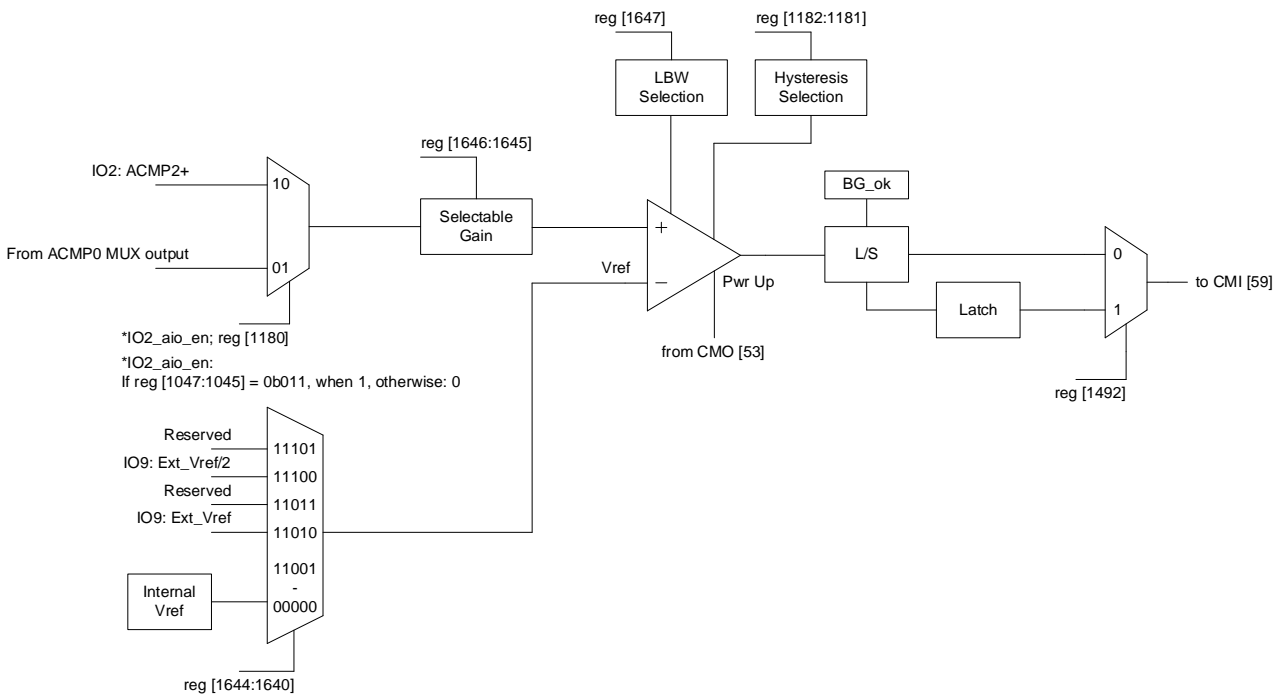 reg [1647]
reg [1182:1181]
LBW
Selection
Hysteresis
Selection
reg [1646:1645]
IO2: ACMP2+
10
Selectable
Gain
BG_ok
+
From ACMP0 MUX output
01
Vref
−
Pwr Up
L/S
0
Latch
1
to CMI [59]
*IO2_aio_en; reg [1180]
from CMO [53]
*IO2_aio_en:
If reg [1047:1045] = 0b011, when 1, otherwise: 0
reg [1492]
Reserved
11101
IO9: Ext_Vref/2
11100
Reserved
11011
IO9: Ext_Vref
11010
11001
-
00000
Internal
Vref
reg [1644:1640]